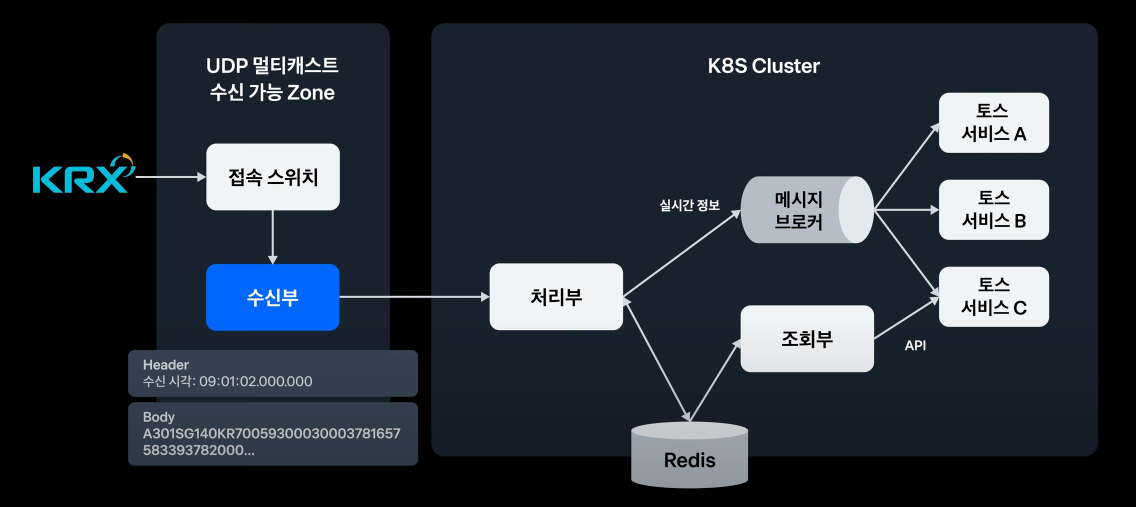 UDP 멀티캐스트
수신 가능 Zone
K8S Cluster
KRX
접속 스위치
수신부
Header
수신 시각: 09:01:02.000.000
Body
A301SG140KR70059300030003781657
583393782000...
처리부
실시간 정보
메시지
브로커
조회부
API
Redis
토스
서비스 A
토스
서비스 B
토스
서비스 C